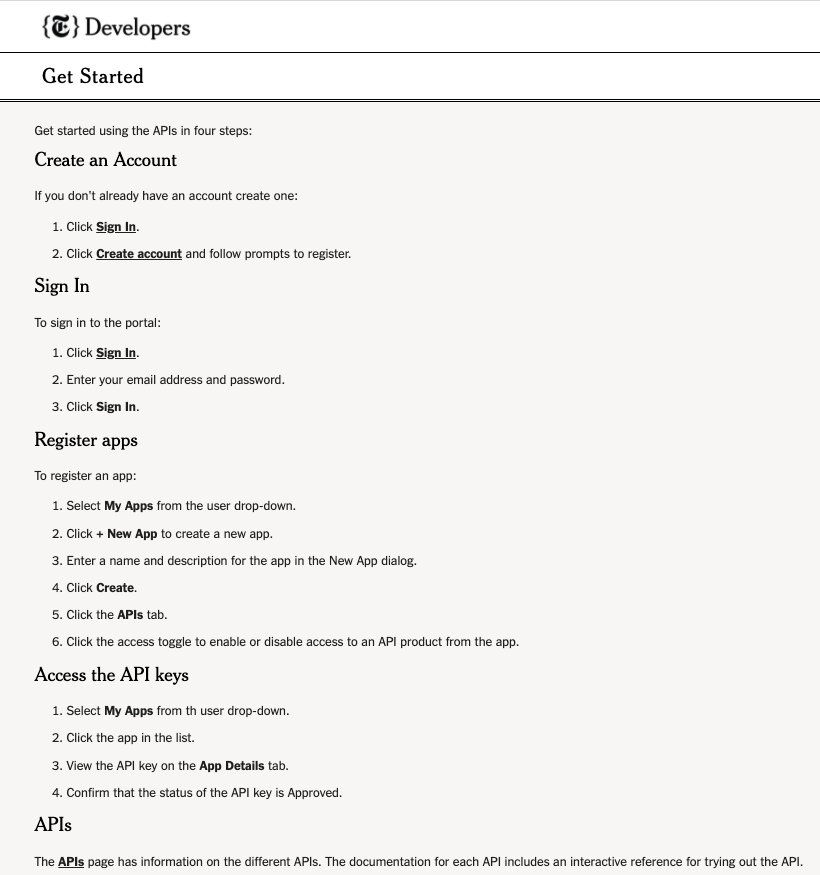 {T} Developers
Get Started
Get started using the APIs in four steps:
Create an Account
If you don't already have an account create one:
1. Click Sign In.
2. Click Create account and follow prompts to register.
Sign In
To sign in to the portal:
1. Click Sign In.
2. Enter your email address and password.
3. Click Sign In.
Register apps
To register an app:
1. Select My Apps from the user drop-down.
2. Click + New App to create a new app.
3. Enter a name and description for the app in the New App dialog.
4. Click Create.
5. Click the APIs tab.
6. Click the access toggle to enable or disable access to an API product from the app.
Access the API keys
1. Select My Apps from th user drop-down.
2. Click the app in the list.
3. View the API key on the App Details tab.
4. Confirm that the status of the API key is Approved.
APIs
The APIs page has information on the different APIs. The documentation for each API includes an interactive reference for trying out the API.